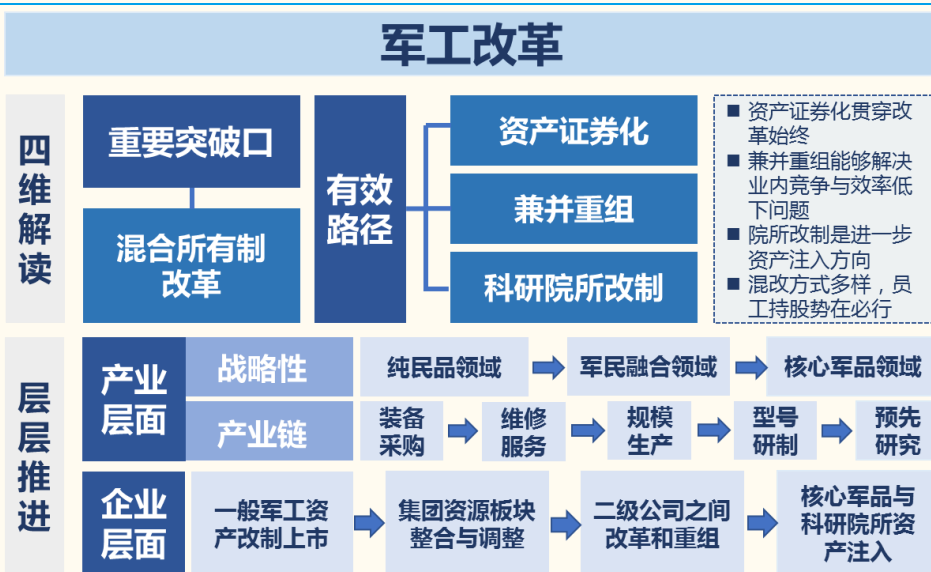 军工改革
四维解读
重要突破口
混合所有制
改革
有效
路径
资产证券化
兼并重组
科研院所改制
■ 资产证券化贯穿改
革始终
■ 兼并重组能够解决
业内竞争与效率低
下问题
■ 院所改制是进一步
资产注入方向
■ 混改方式多样，员
工持股势在必行
层层推进
产业
层面
战略性
纯民品领域
军民融合领域
核心军品领域
产业链
装备
采购
维修
服务
规模
生产
型号
研制
预先
研究
企业
层面
一般军工资
产改制上市
集团资源板块
整合与调整
二级公司之间
改革和重组
核心军品与
科研院所资
产注入